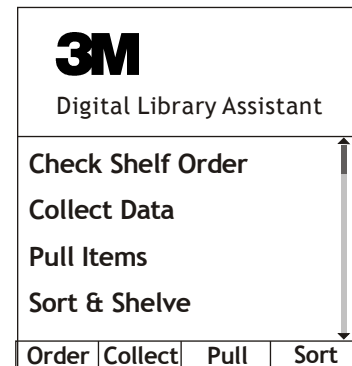 3M
Digital Library Assistant
Check Shelf Order
Collect Data
Pull Items
Sort & Shelve
Order Collect Pull Sort